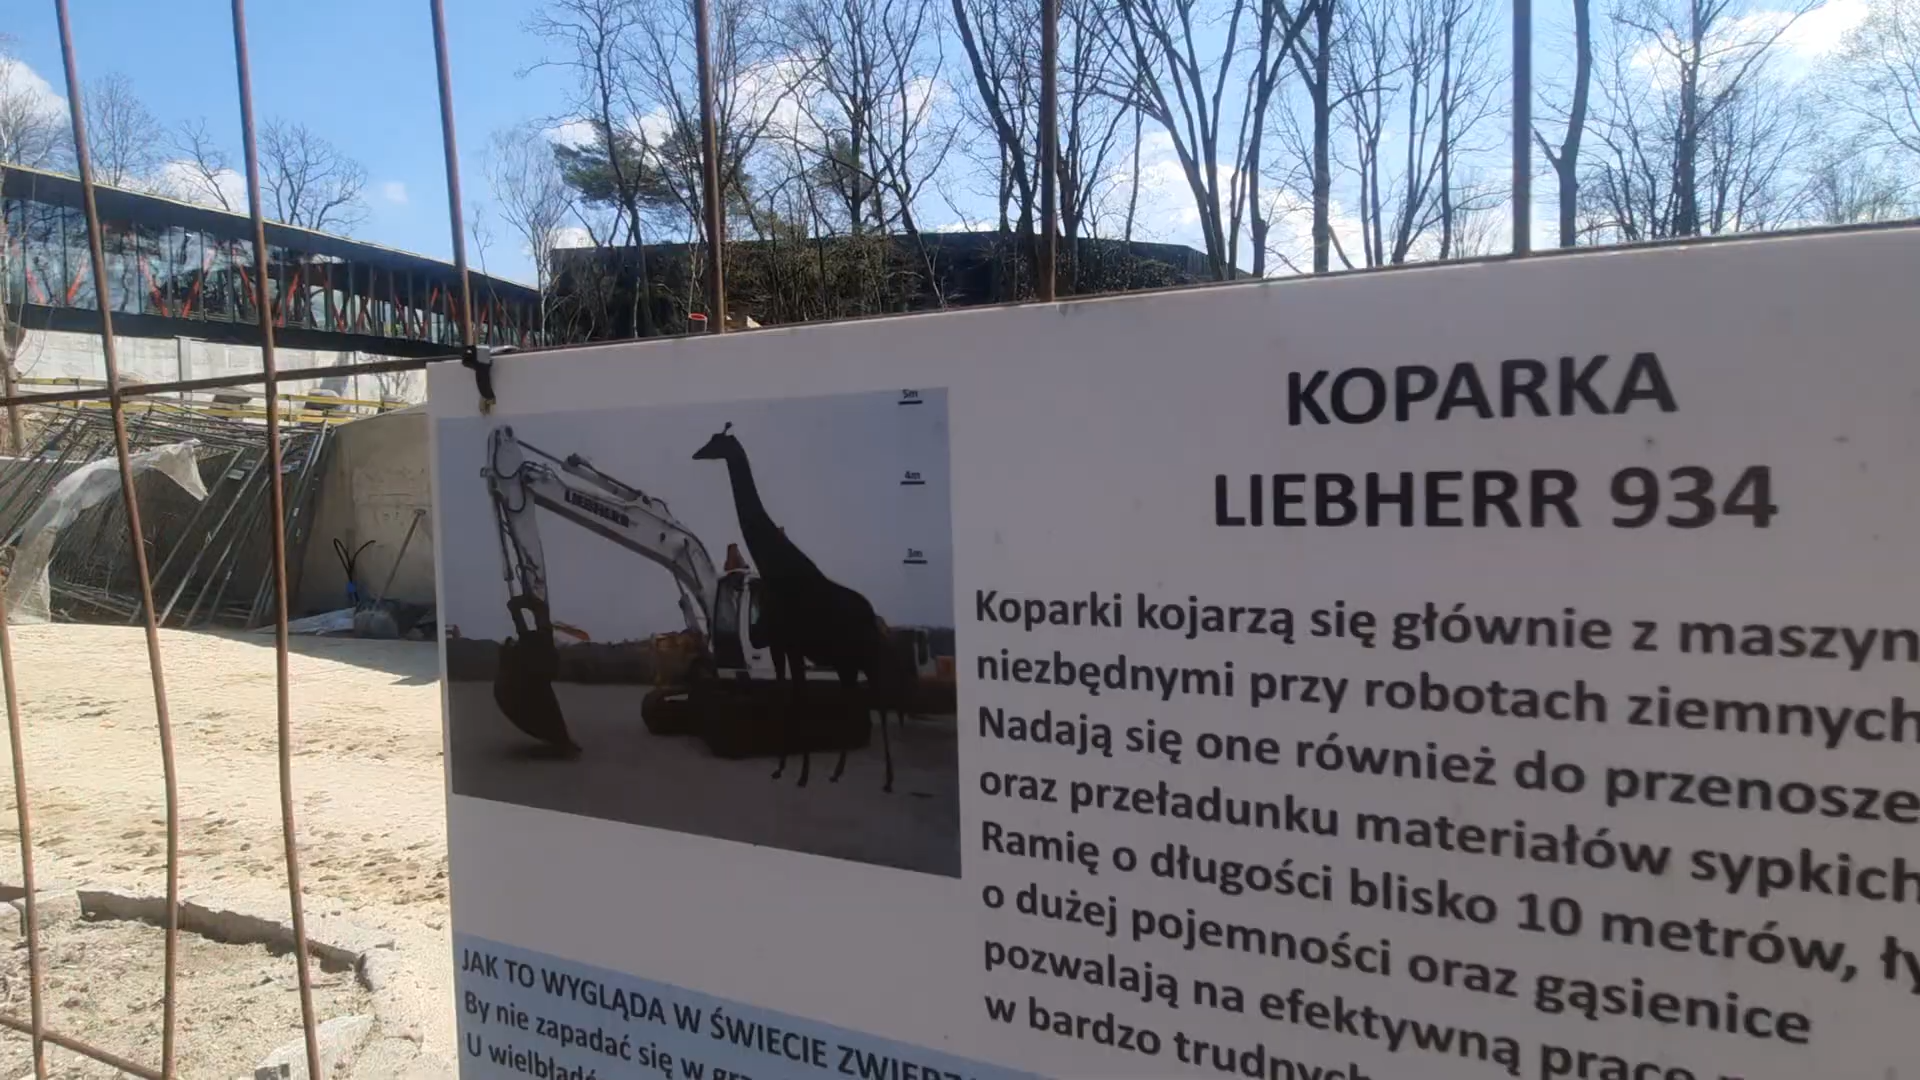 5m
4m
3m
LIEBHERR
KOPARKA
LIEBHERR 934
Koparki kojarzą się głównie z maszyn
niezbędnymi przy robotach ziemnych
Nadają się one również do przenosze
oraz przeładunku materiałów sypkich
Ramię o długości blisko 10 metrów, ły
o dużej pojemności oraz gąsienice
pozwalają na efektywną pracę
w bardzo trudnych
JAK TO WYGLĄDA W ŚWIECIE ZWIERZ
By nie zapadać się w gr
U wielbłądó